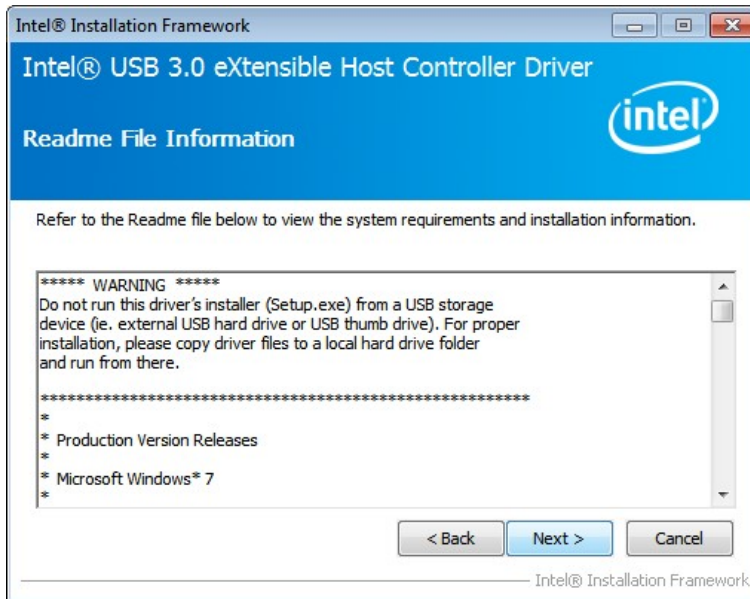 Intel® Installation Framework
Intel® USB 3.0 eXtensible Host Controller Driver
intel®
Readme File Information
Refer to the Readme file below to view the system requirements and installation information.
***** WARNING *****
Do not run this driver's installer (Setup.exe) from a USB storage
device (ie. external USB hard drive or USB thumb drive). For proper
installation, please copy driver files to a local hard drive folder
and run from there.
*******************************************************
*
* Production Version Releases
*
* Microsoft Windows* 7
*
< Back
Next >
Cancel
Intel® Installation Framework